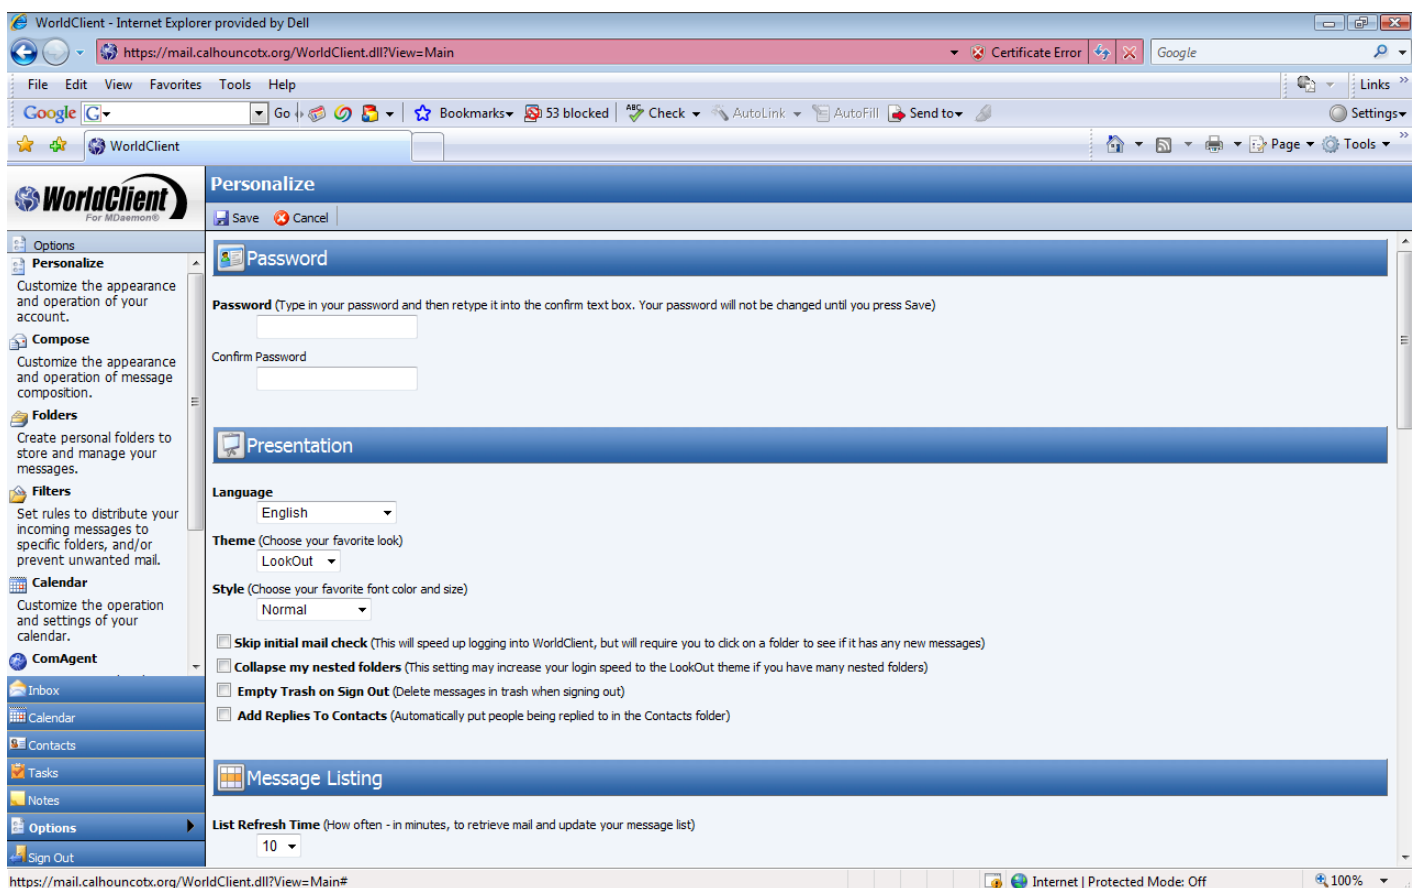 WorldClient - Internet Explorer provided by Dell
https://mail.calhouncotx.org/WorldClient.dll?View=Main
Certificate Error
Google
File Edit View Favorites Tools Help
Links »
Google G Go 53 blocked Bookmarks Check AutoLink AutoFill Send to Settings
WorldClient
Page Tools »
WorldClient
For MDaemon®
Personalize
Save Cancel
Options
Personalize
Customize the appearance
and operation of your
account.
Compose
Customize the appearance
and operation of message
composition.
Folders
Create personal folders to
store and manage your
messages.
Filters
Set rules to distribute your
incoming messages to
specific folders, and/or
prevent unwanted mail.
Calendar
Customize the operation
and settings of your
calendar.
ComAgent
Inbox
Calendar
Contacts
Tasks
Notes
Options
Sign Out
Password
Password (Type in your password and then retype it into the confirm text box. Your password will not be changed until you press Save)
Confirm Password
Presentation
Language
English
Theme (Choose your favorite look)
LookOut
Style (Choose your favorite font color and size)
Normal
Skip initial mail check (This will speed up logging into WorldClient, but will require you to click on a folder to see if it has any new messages)
Collapse my nested folders (This setting may increase your login speed to the LookOut theme if you have many nested folders)
Empty Trash on Sign Out (Delete messages in trash when signing out)
Add Replies To Contacts (Automatically put people being replied to in the Contacts folder)
Message Listing
List Refresh Time (How often - in minutes, to retrieve mail and update your message list)
10
https://mail.calhouncotx.org/WorldClient.dll?View=Main#
Internet | Protected Mode: Off
100%